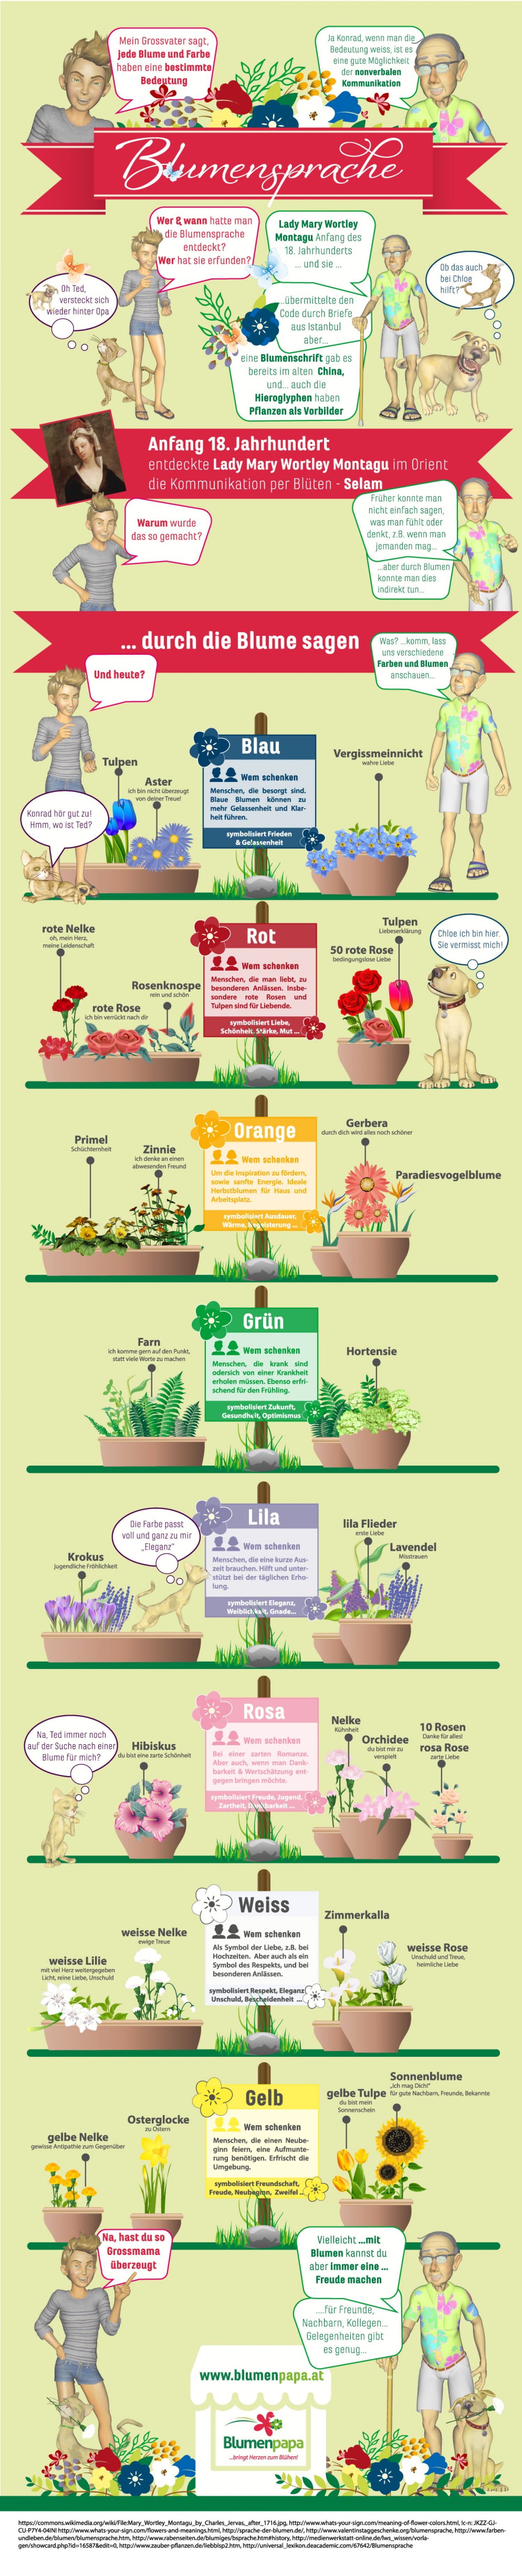 Mein Grossvater sagt,
jede Blume und Farbe
haben eine bestimmte
Bedeutung
Ja Konrad, wenn man die
Bedeutung weiss, ist es
eine gute Möglichkeit
der nonverbalen
Kommunikation
Blumensprache
Wer & wann hatte man
die Blumensprache
entdeckt?
Wer hat sie erfunden?
Lady Mary Wortley
Montagu Anfang des
18. Jahrhunderts
... und sie ...
Oh Ted,
versteckt sich
wieder hinter Opa
Ob das auch
bei Chloe
hilft?
...übermittelte den
Code durch Briefe
aus Istanbul
aber...
eine Blumenschrift gab es
bereits im alten China,
und... auch die
Hieroglyphen haben
Pflanzen als Vorbilder
Anfang 18. Jahrhundert
entdeckte Lady Mary Wortley Montagu im Orient
die Kommunikation per Blüten - Selam
Warum wurde
das so gemacht?
Früher konnte man
nicht einfach sagen,
was man fühlt oder
denkt, z.B. wenn man
jemanden mag...
...aber durch Blumen
konnte man dies
indirekt tun...
... durch die Blume sagen
Was? ...komm, lass
uns verschiedene
Farben und Blumen
anschauen...
Und heute?
Blau
Wem schenken
Menschen, die besorgt sind.
Blaue Blumen können zu
mehr Gelassenheit und Klar-
heit führen.
symbolisiert Frieden
& Gelassenheit
Tulpen
Aster
ich bin nicht überzeugt
von deiner Treue!
Vergissmeinnicht
wahre Liebe
Konrad hör gut zu!
Hmm, wo ist Ted?
rote Nelke
oh, mein Herz,
meine Leidenschaft
Rosenknospe
rein und schön
rote Rose
ich bin verrückt nach dir
Rot
Wem schenken
Menschen, die man liebt, zu
besonderen Anlässen. Insbe-
sondere rote Rosen und
Tulpen sind für Liebende.
symbolisiert Liebe,
Schönheit, Stärke, Mut ...
Tulpen
Liebeserklärung
50 rote Rose
bedingungslose Liebe
Chloe ich bin hier.
Sie vermisst mich!
Primel
Schüchternheit
Zinnie
ich denke an einen
abwesenden Freund
Orange
Wem schenken
Um die Inspiration zu fördern,
sowie sanfte Energie. Ideale
Herbstblumen für Haus und
Arbeitsplatz.
symbolisiert Ausdauer,
Wärme, Begeisterung ...
Gerbera
durch dich wird alles noch schöner
Paradiesvogelblume
Farn
ich komme gern auf den Punkt,
statt viele Worte zu machen
Grün
Wem schenken
Menschen, die krank sind
odersich von einer Krankheit
erholen müssen. Ebenso erfri-
schend für den Frühling.
symbolisiert Zukunft,
Gesundheit, Optimismus
Hortensie
Die Farbe passt
voll und ganz zu mir
„Eleganz"
Krokus
jugendliche Fröhlichkeit
Lila
Wem schenken
Menschen, die eine kurze Aus-
zeit brauchen. Hilft und unter-
stützt bei der täglichen Erho-
lung.
symbolisiert Eleganz,
Weiblichkeit, Gnade...
lila Flieder
erste Liebe
Lavendel
Misstrauen
Na, Ted immer noch
auf der Suche nach einer
Blume für mich?
Hibiskus
du bist eine zarte Schönheit
Rosa
Wem schenken
Bei einer zarten Romanze.
Aber auch, wenn man Dank-
barkeit & Wertschätzung ent-
gegen bringen möchte.
symbolisiert Freude, Jugend,
Zartheit, Dankbarkeit ...
Nelke
Kühnheit
Orchidee
du bist mir zu
verspielt
10 Rosen
Danke für alles!
rosa Rose
zarte Liebe
weisse Nelke
ewige Treue
weisse Lilie
mit viel Herz weitergegeben
Licht, reine Liebe, Unschuld
Weiss
Wem schenken
Als Symbol der Liebe, z.B. bei
Hochzeiten. Aber auch als ein
Symbol des Respekts, und bei
besonderen Anlässen.
symbolisiert Respekt, Eleganz
Unschuld, Bescheidenheit ...
Zimmerkalla
weisse Rose
Unschuld und Treue,
heimliche Liebe
Osterglocke
zu Ostern
gelbe Nelke
gewisse Antipathie zum Gegenüber
Gelb
Wem schenken
Menschen, die einen Neube-
ginn feiern, eine Aufmunte-
rung benötigen. Erfrischt die
Umgebung.
symbolisiert Freundschaft,
Freude, Neubeginn, Zweifel ...
Sonnenblume
„Ich mag Dich!"
für gute Nachbarn, Freunde, Bekannte
gelbe Tulpe
du bist mein
Sonnenschein
Na, hast du so
Grossmama
überzeugt
Vielleicht ...mit
Blumen kannst du
aber immer eine ...
Freude machen
....für Freunde,
Nachbarn, Kollegen...
Gelegenheiten gibt
es genug...
www.blumenpapa.at
Blumenpapa
...bringt Herzen zum Blühen!
https://commons.wikimedia.org/wiki/File:Mary_Wortley_Montagu_by_Charles_Jervas,_after_1716.jpg, http://www.whats-your-sign.com/meaning-of-flower-colors.html, lc-n: JKZZ-GJ-
CU-P7Y4-04iNl http://www.whats-your-sign.com/flowers-and-meanings.html, http://sprache-der-blumen.de/, http://www.valentinstaggeschenke.org/blumensprache, http://www.farben-
undleben.de/blumen/blumensprache.htm, http://www.rabenseiten.de/blumiges/bsprache.htm#history, http://medienwerkstatt-online.de/lws_wissen/vorla-
gen/showcard.php?id=16587&edit=0, http://www.zauber-pflanzen.de/liebblsp2.htm, http://universal_lexikon.deacademic.com/67642/Blumensprache